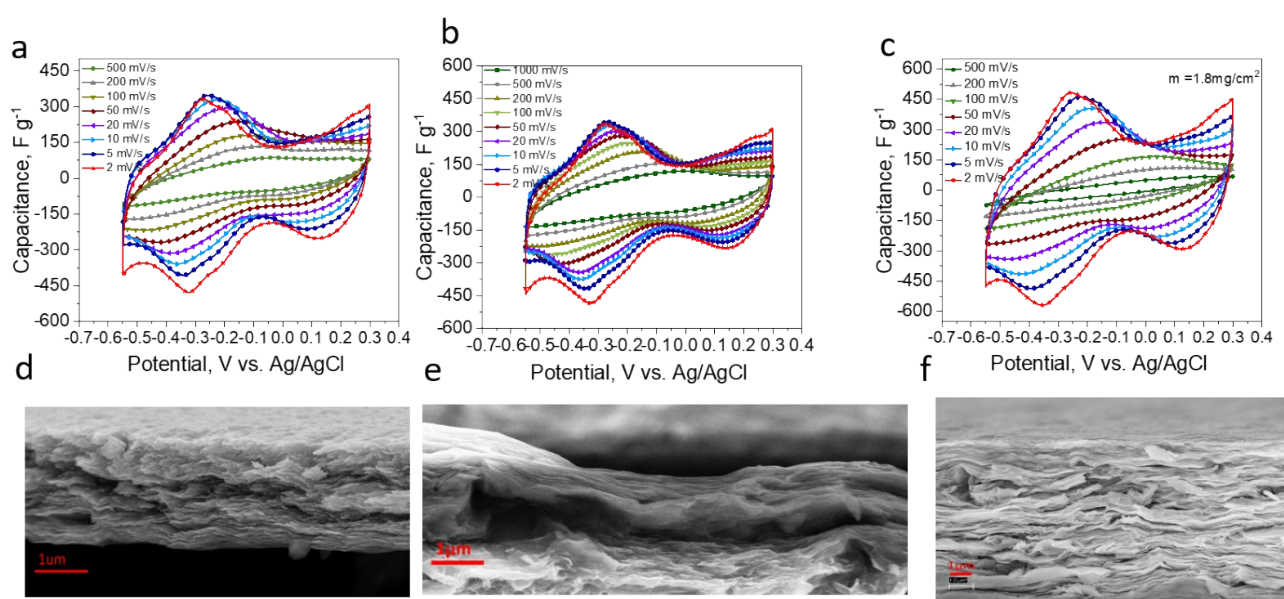 a
b
c
450
300
150
0
-150
-300
-450
-600
Capacitance, F g-1
500 mV/s
200 mV/s
100 mV/s
50 mV/s
20 mV/s
10 mV/s
5 mV/s
2 mV/s
-0.7 -0.6 -0.5 -0.4 -0.3 -0.2 -0.1 0.0 0.1 0.2 0.3 0.4
Potential, V vs. Ag/AgCl
600
450
300
150
0
-150
-300
-450
-600
Capacitance, F g-1
1000 mV/s
500 mV/s
200 mV/s
100 mV/s
50 mV/s
20 mV/s
10 mV/s
5 mV/s
2 mV/s
-0.7 -0.6 -0.5 -0.4 -0.3 -0.2 -0.1 0.0 0.1 0.2 0.3 0.4
Potential, V vs. Ag/AgCl
600
450
300
150
0
-150
-300
-450
-600
Capacitance, F g-1
500 mV/s
200 mV/s
100 mV/s
50 mV/s
20 mV/s
10 mV/s
5 mV/s
2 mV/s
m =1.8mg/cm2
-0.7 -0.6 -0.5 -0.4 -0.3 -0.2 -0.1 0.0 0.1 0.2 0.3 0.4
Potential, V vs. Ag/AgCl
d
e
f
1um
1μm
1μm